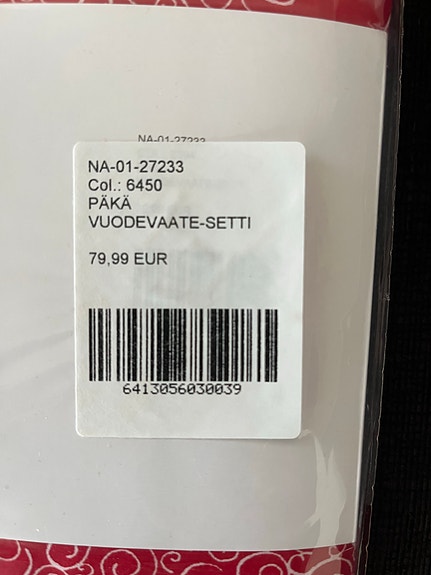 NA-01-27233
NA-01-27233
Col.: 6450
PÄKÄ
VUODEVAATE-SETTI
79,99 EUR
6413056030039